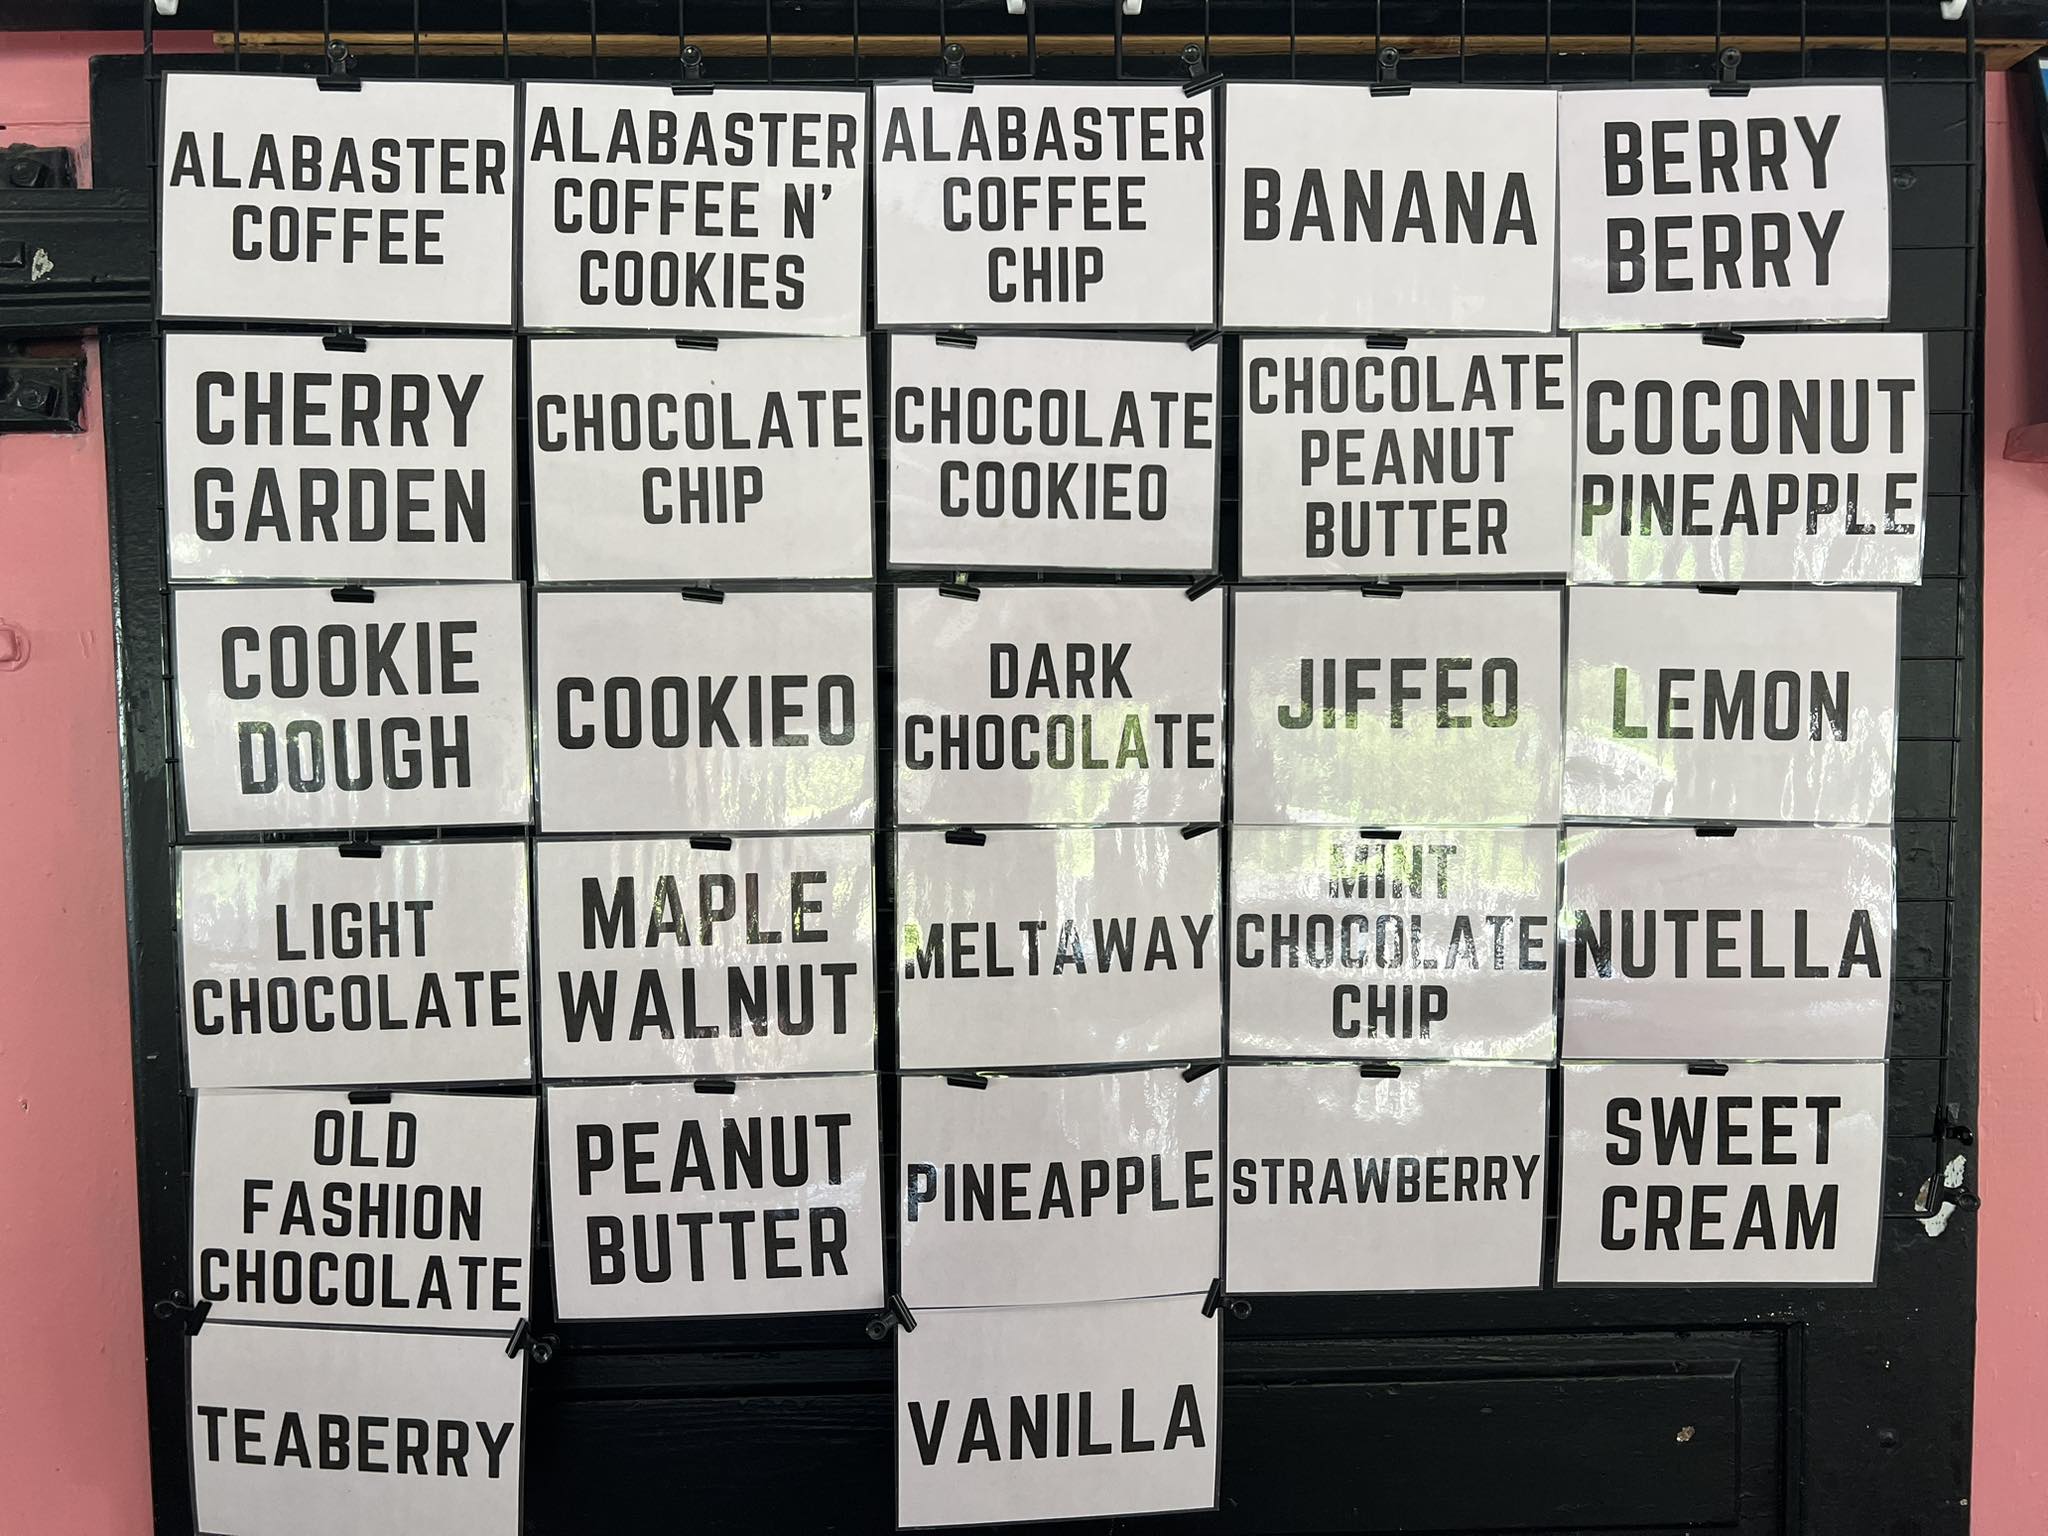 ALABASTER
COFFEE
ALABASTER
COFFEE N'
COOKIES
ALABASTER
COFFEE
CHIP
BANANA
BERRY
BERRY
CHERRY
GARDEN
CHOCOLATE
CHIP
CHOCOLATE
COOKIEO
CHOCOLATE
PEANUT
BUTTER
COCONUT
PINEAPPLE
COOKIE
DOUGH
COOKIEO
DARK
CHOCOLATE
JIFFEO
LEMON
LIGHT
CHOCOLATE
MAPLE
WALNUT
MELTAWAY
MINT
CHOCOLATE
CHIP
NUTELLA
OLD
FASHION
CHOCOLATE
PEANUT
BUTTER
PINEAPPLE
STRAWBERRY
SWEET
CREAM
TEABERRY
VANILLA